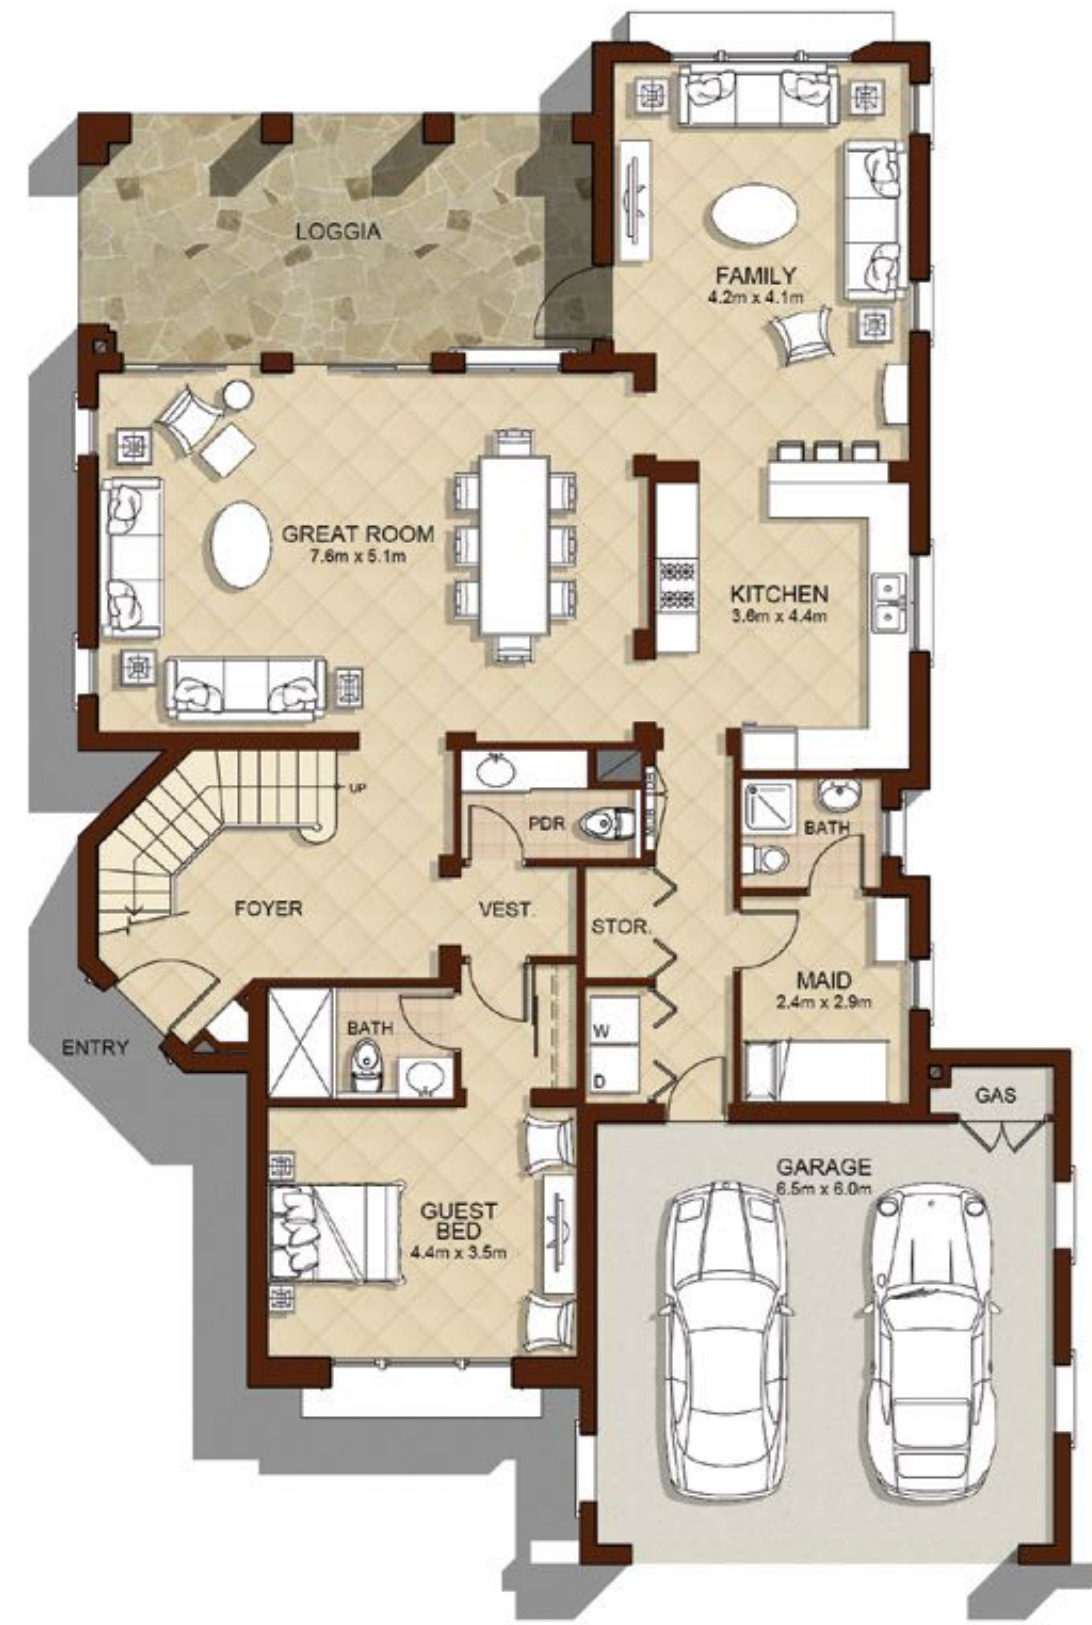 LOGGIA
FAMILY
4.2m x 4.1m
GREAT ROOM
7.6m x 5.1m
KITCHEN
3.6m x 4.4m
UP
PDR
BATH
FOYER
VEST.
STOR.
MAID
2.4m x 2.9m
BATH
W
D
ENTRY
GAS
GARAGE
6.5m x 6.0m
GUEST
BED
4.4m x 3.5m